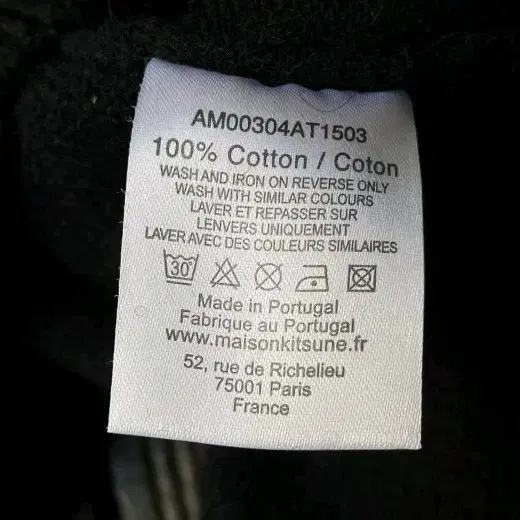 AM00304AT1503
100% Cotton / Coton
WASH AND IRON ON REVERSE ONLY
WASH WITH SIMILAR COLOURS
LAVER ET REPASSER SUR
LENVERS UNIQUEMENT
LAVER AVEC DES COULEURS SIMILAIRES
30°
Made in Portugal
Fabrique au Portugal
www.maisonkitsune.fr
52, rue de Richelieu
75001 Paris
France